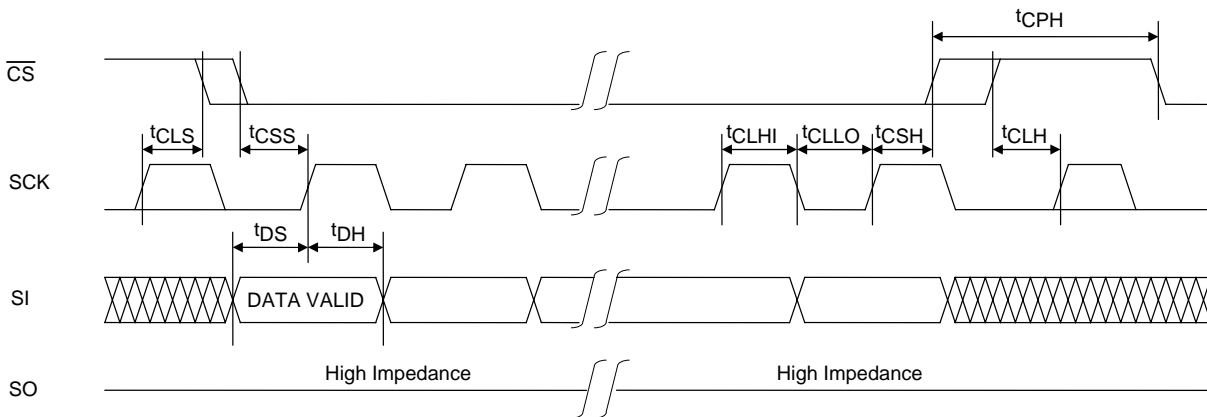 tCPH
CS
tCLS tCSS tCLHI tCLLO tCSH tCLH
SCK
tDS tDH
SI DATA VALID
SO High Impedance High Impedance